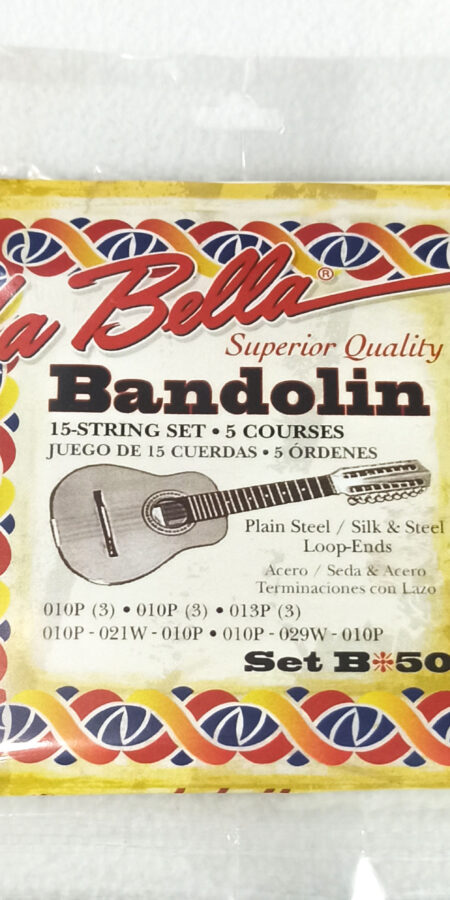 La Bella®
Superior Quality
Bandolin
15-STRING SET • 5 COURSES
JUEGO DE 15 CUERDAS • 5 ÓRDENES
Plain Steel / Silk & Steel
Loop-Ends
Acero / Seda & Acero
Terminaciones con Lazo
010P (3) • 010P (3) • 013P (3)
010P - 021W - 010P • 010P - 029W - 010P
Set B❉50